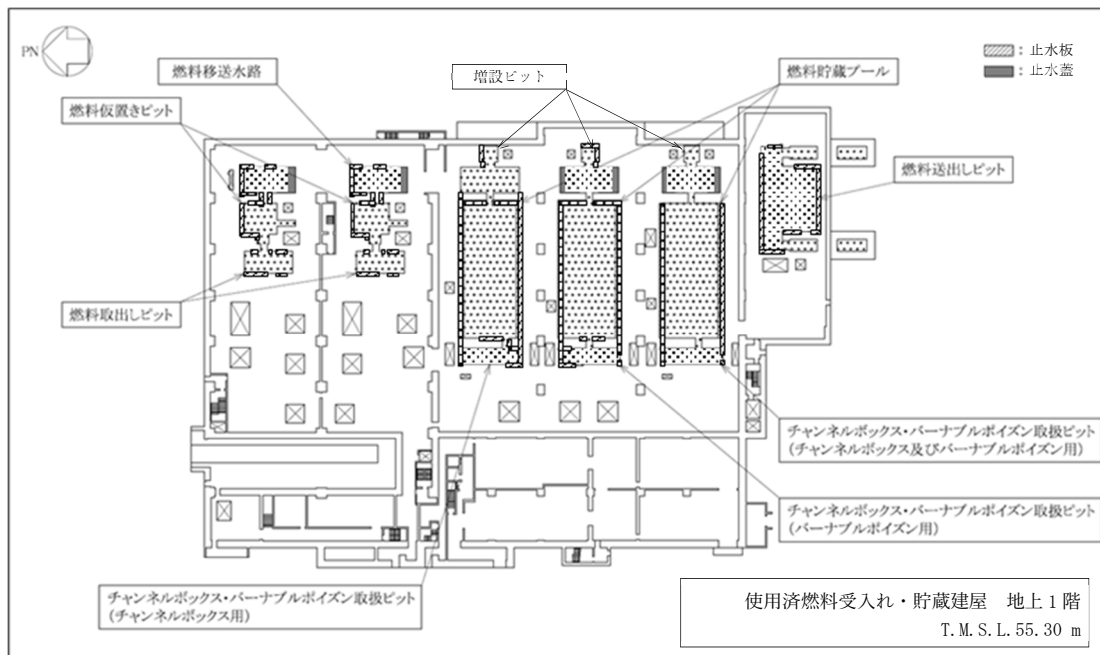 PN
燃料移送水路
増設ピット
燃料貯蔵プール
：止水板
：止水蓋
燃料仮置きピット
燃料送出しピット
燃料取出しピット
チャンネルボックス・バーナブルポイズン取扱ピット
(チャンネルボックス及びバーナブルポイズン用)
チャンネルボックス・バーナブルポイズン取扱ピット
(バーナブルポイズン用)
チャンネルボックス・バーナブルポイズン取扱ピット
(チャンネルボックス用)
使用済燃料受入れ・貯蔵建屋　地上１階
T.M.S.L.55.30 m